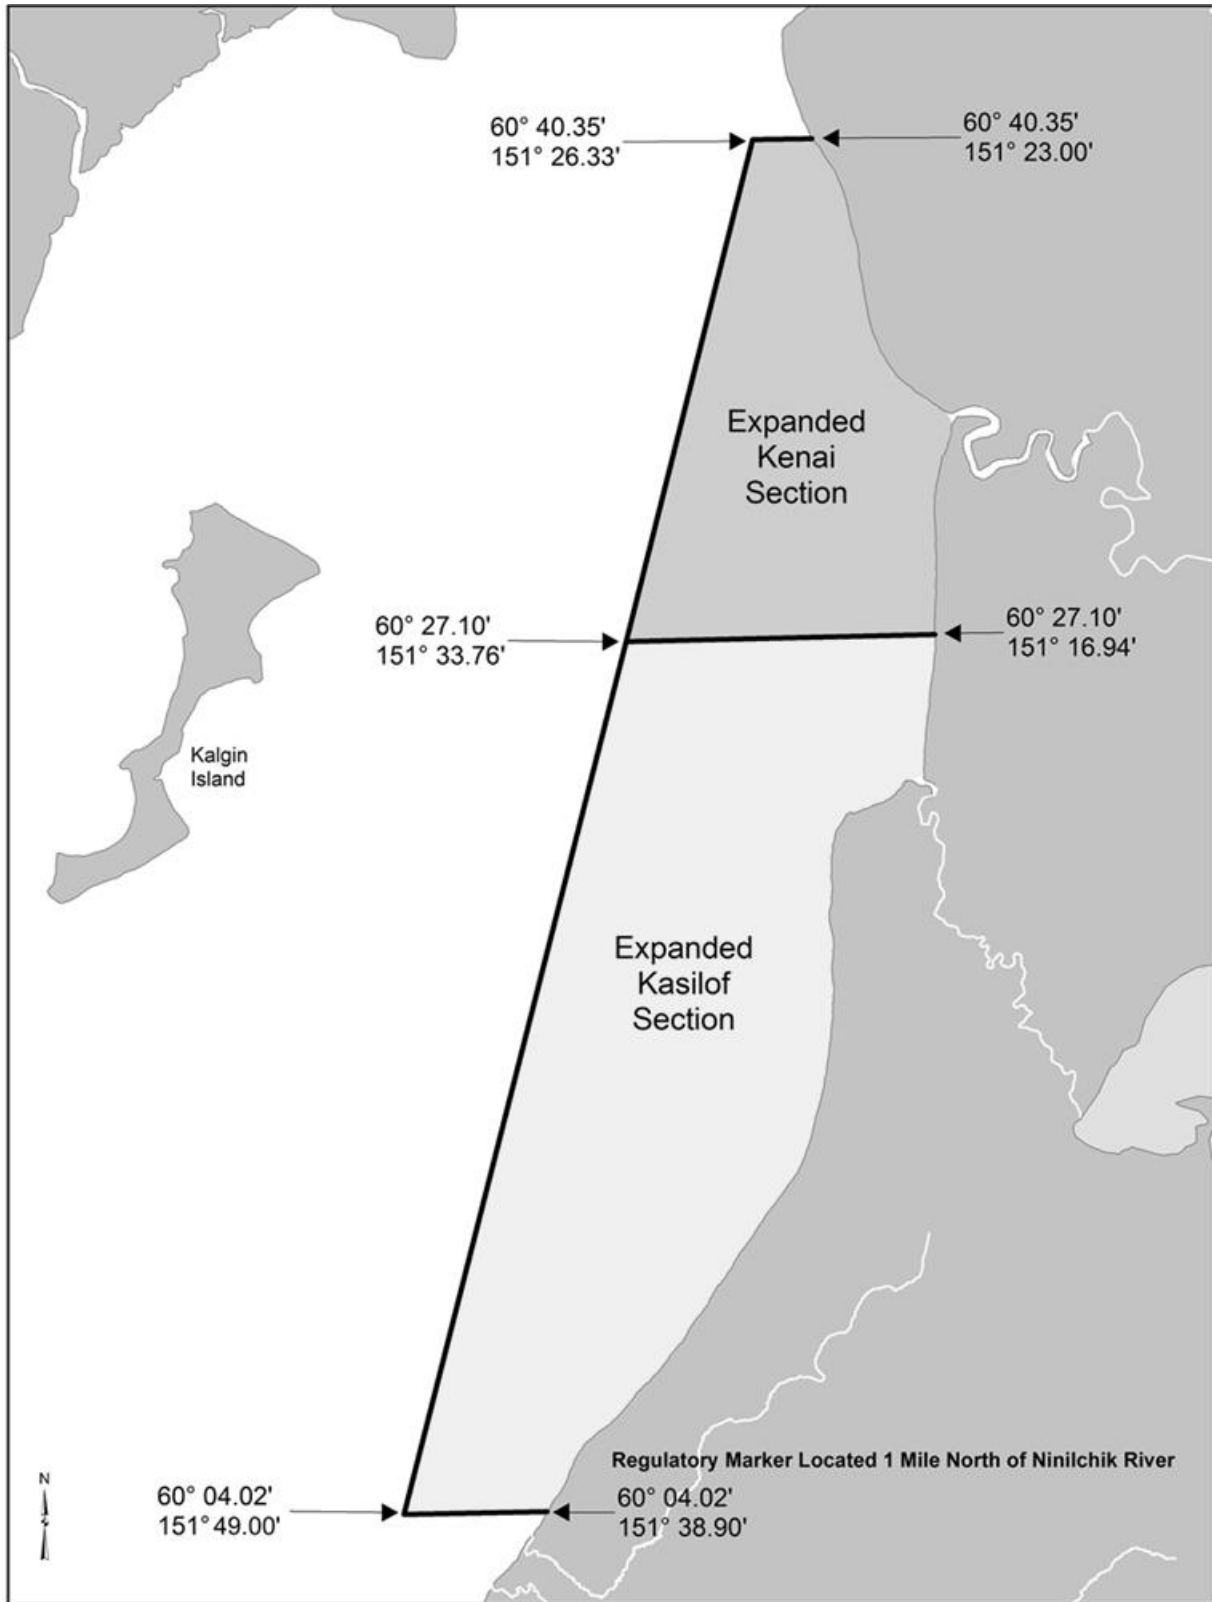 60° 40.35'
151° 26.33'
60° 40.35'
151° 23.00'
Expanded
Kenai
Section
60° 27.10'
151° 33.76'
60° 27.10'
151° 16.94'
Kalgin
Island
Expanded
Kasilof
Section
Regulatory Marker Located 1 Mile North of Ninilchik River
N
60° 04.02'
151° 49.00'
60° 04.02'
151° 38.90'